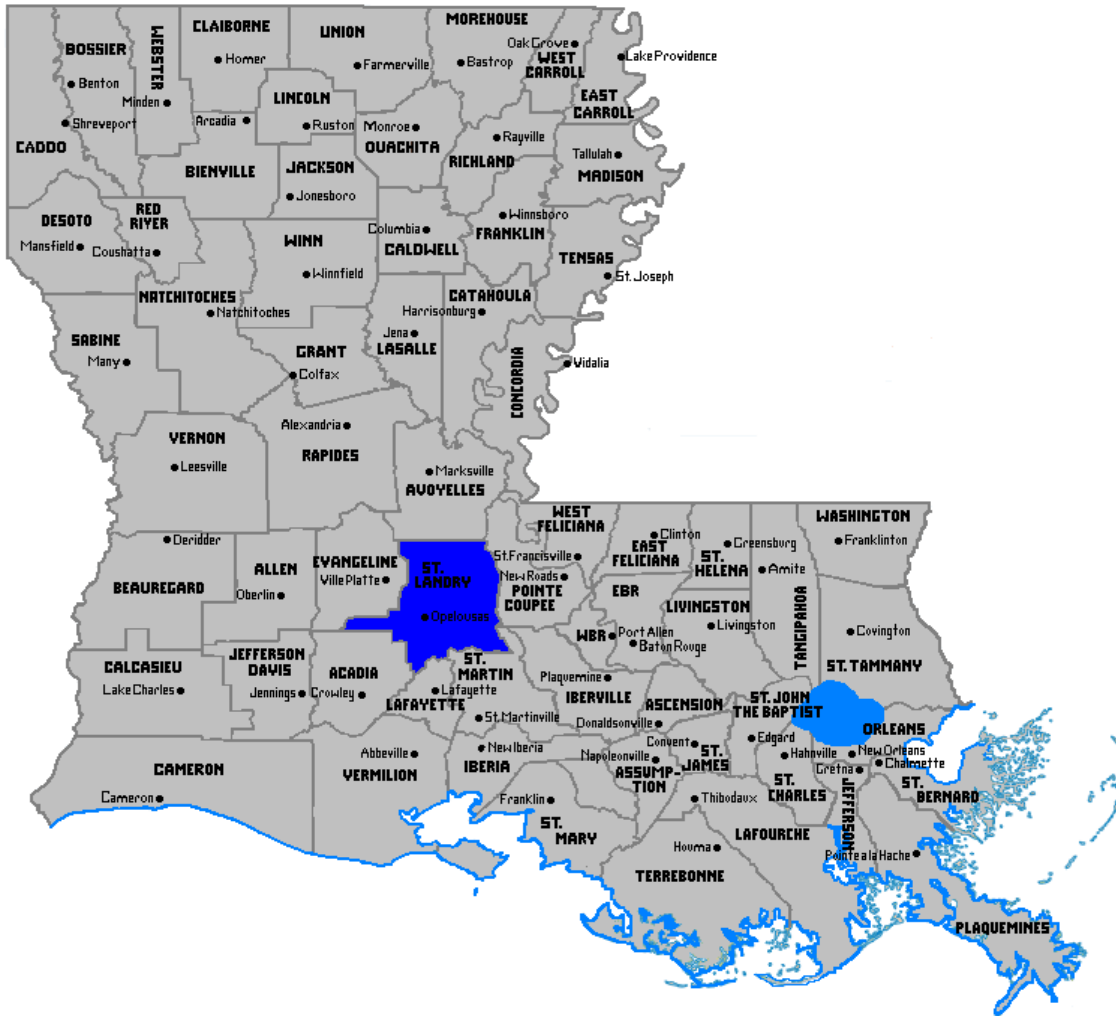 MOREHOUSE
CLAIBORNE
UNION
Oak Grove
BOSSIER
WEBSTER
Homer
Farmerville
Bastrop
WEST
CARROLL
Lake Providence
Benton
LINCOLN
EAST
CARROLL
Minden
Shreveport
Arcadia
Ruston
Monroe
Rayville
CADDO
OUACHITA
Tallulah
BIENVILLE
JACKSON
RICHLAND
MADISON
Jonesboro
DESOTO
RED
RIVER
Winnsboro
Mansfield
Coushatta
WINN
Columbia
CALDWELL
FRANKLIN
TENSAS
Winnfield
St. Joseph
NATCHITOCHES
Natchitoches
CATAHOULA
Harrisonburg
SABINE
Many
GRANT
Colfax
Jena
LASALLE
CONCORDIA
Vidalia
Alexandria
VERNON
RAPIDES
Leesville
Marksville
AVOYELLES
WEST
FELICIANA
WASHINGTON
Deridder
Clinton
Greensburg
Franklinton
EVANGELINE
St. Francisville
EAST
FELICIANA
ST.
HELENA
ALLEN
Ville Platte
ST.
LANDRY
New Roads
Amite
BEAUREGARD
Oberlin
POINTE
COUPEE
EBR
LIVINGSTON
Opelousas
TANGIPAHOA
WBR
Port Allen
Baton Rouge
Livingston
Covington
CALCASIEU
JEFFERSON
DAVIS
ACADIA
ST.
MARTIN
ST. TAMMANY
Lake Charles
Jennings
Crowley
Lafayette
LAFAYETTE
Plaquemine
IBERVILLE
ASCENSION
ST. JOHN
THE BAPTIST
St. Martinville
Donaldsonville
ORLEANS
Abbeville
New Iberia
Convent
Edgard
CAMERON
VERMILION
IBERIA
Napoleonville
ST.
JAMES
Hahnville
New Orleans
Chalmette
ASSUMP-
TION
Gretna
Cameron
Franklin
Thibodaux
ST.
CHARLES
JEFFERSON
ST.
BERNARD
ST.
MARY
LAFOURCHE
Houma
Pointe a la Hache
TERREBONNE
PLAQUEMINES